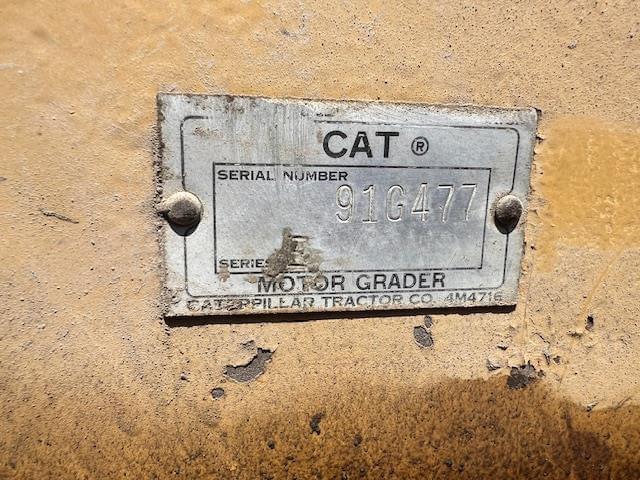 CAT ®
SERIAL NUMBER
91G477
SERIES E
MOTOR GRADER
CATERPILLAR TRACTOR CO. 4M4716